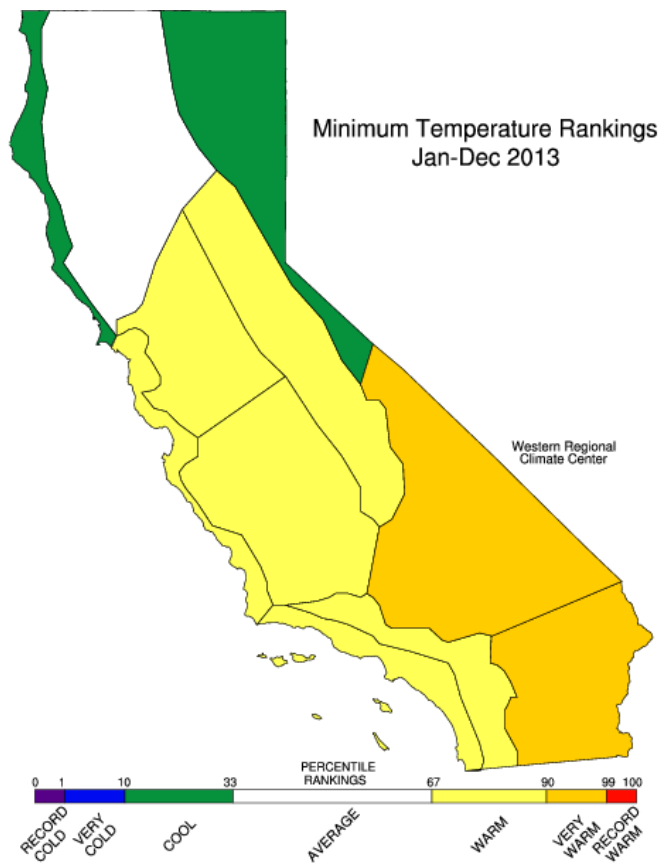 Minimum Temperature Rankings
Jan-Dec 2013
Western Regional
Climate Center
PERCENTILE
RANKINGS
0 1 10 33 67 90 99 100
RECORD
COLD
VERY
COLD
COOL
AVERAGE
WARM
VERY
WARM
RECORD
WARM